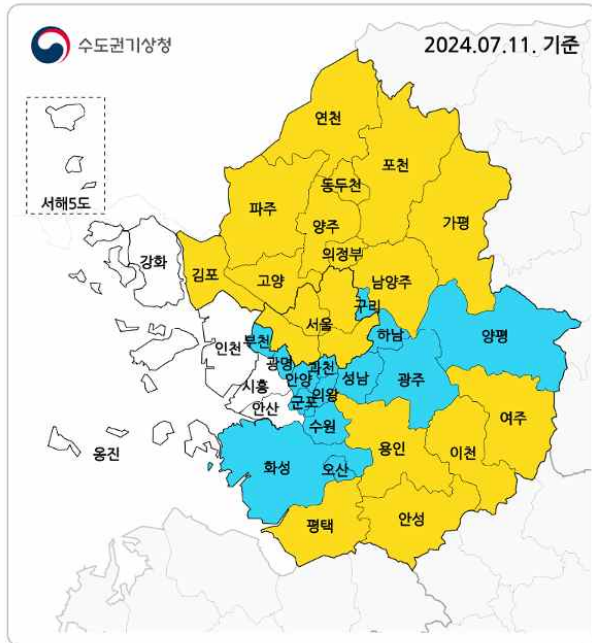 수도권기상청
2024.07.11. 기준
서해5도
연천
포천
동두천
파주
양주
가평
의정부
강화
김포
고양
남양주
구리
서울
하남
양평
인천
부천
광명
과천
안양
성남
광주
시흥
의왕
군포
안산
수원
여주
용인
이천
옹진
화성
오산
평택
안성